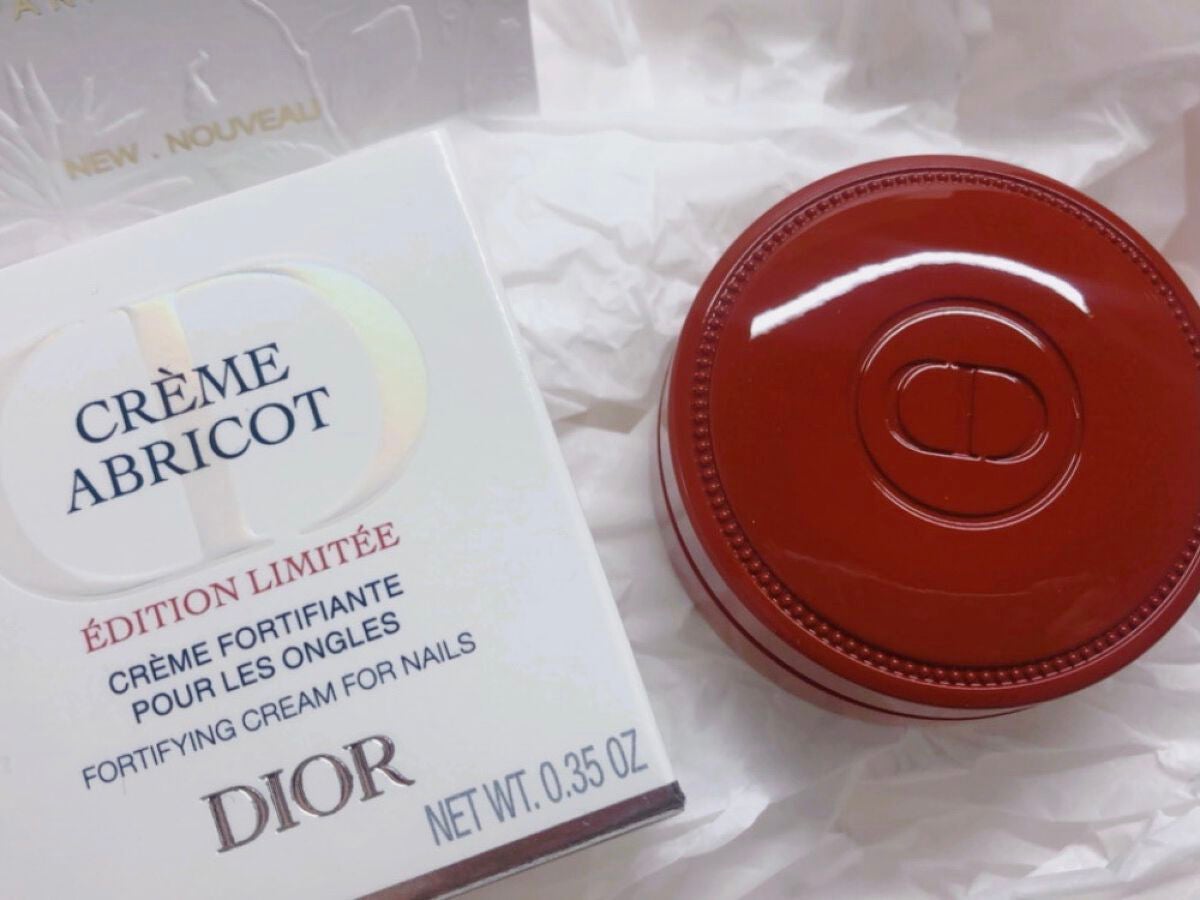 NEW . NOUVEAU
CRÈME
ABRICOT
ÉDITION LIMITÉE
CRÈME FORTIFIANTE
POUR LES ONGLES
FORTIFYING CREAM FOR NAILS
DIOR
NET WT. 0.35 OZ